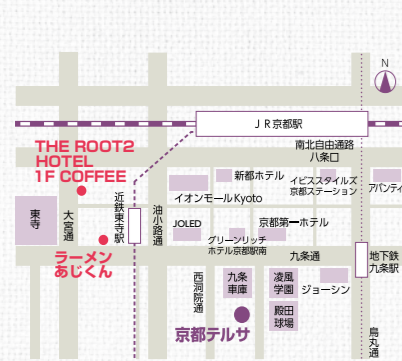 N
JR京都駅
南北自由通路
八条口
THE ROOT2
HOTEL
1F COFFEE
新都ホテル
イビススタイルズ
京都ステーション
アバンティ
イオンモールKyoto
近鉄東寺駅
油小路通
東寺
大宮通
JOLED
京都第一ホテル
グリーンリッチ
ホテル京都駅南
ラーメン
あじくん
九条通
地下鉄
九条駅
西洞院通
九条
車庫
凌風
学園
ジョーシン
殿田
球場
京都テルサ
烏丸通